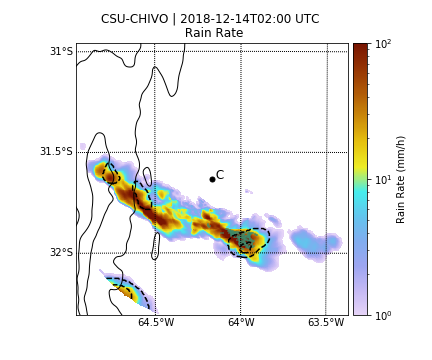 CSU-CHIVO | 2018-12-14T02:00 UTC
Rain Rate
31°S
31.5°S
32°S
C
64.5°W
64°W
63.5°W
10²
10¹
10⁰
Rain Rate (mm/h)